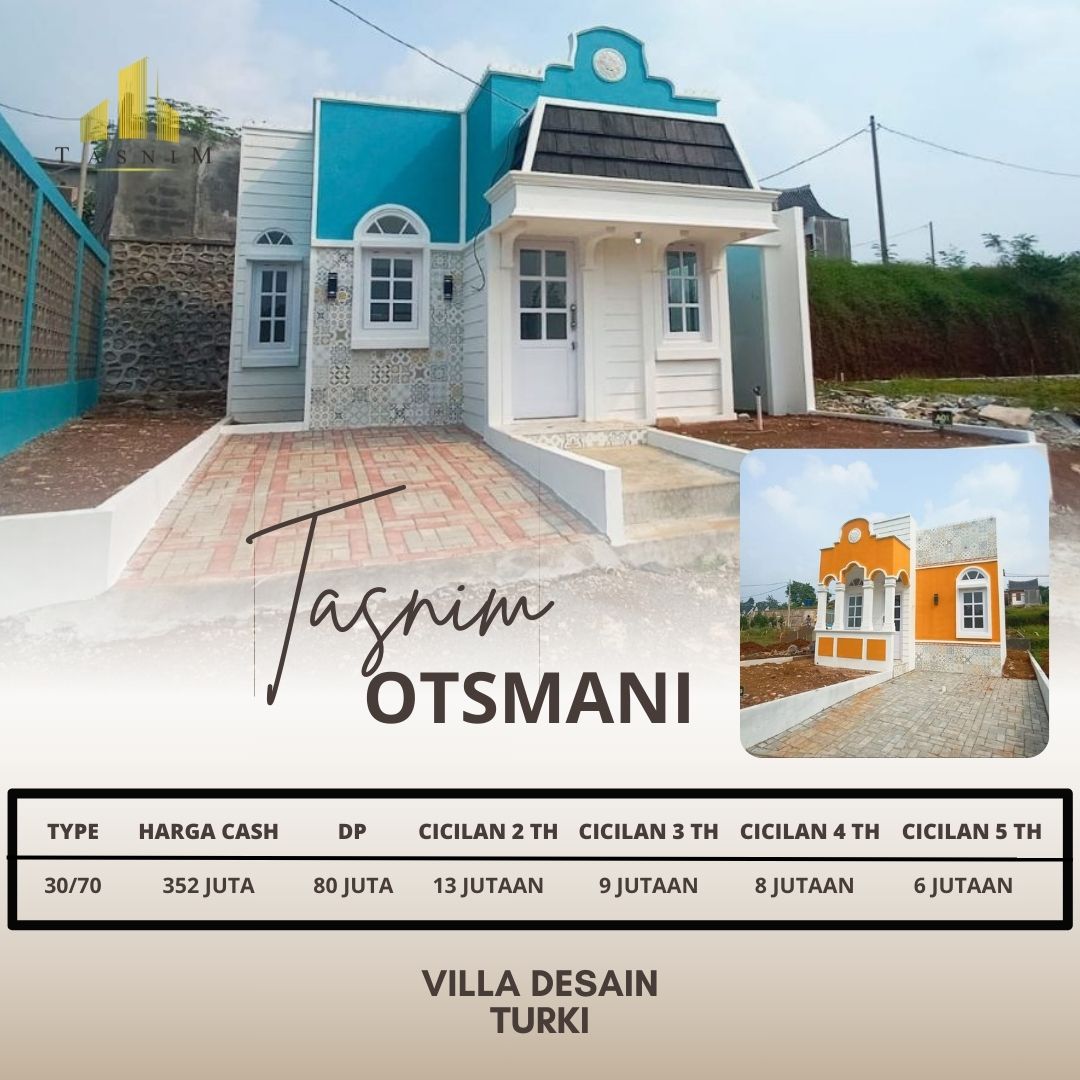 TASNIM
Tasnim
OTSMANI
TYPE HARGA CASH DP CICILAN 2 TH CICILAN 3 TH CICILAN 4 TH CICILAN 5 TH
30/70 352 JUTA 80 JUTA 13 JUTAAN 9 JUTAAN 8 JUTAAN 6 JUTAAN
VILLA DESAIN
TURKI